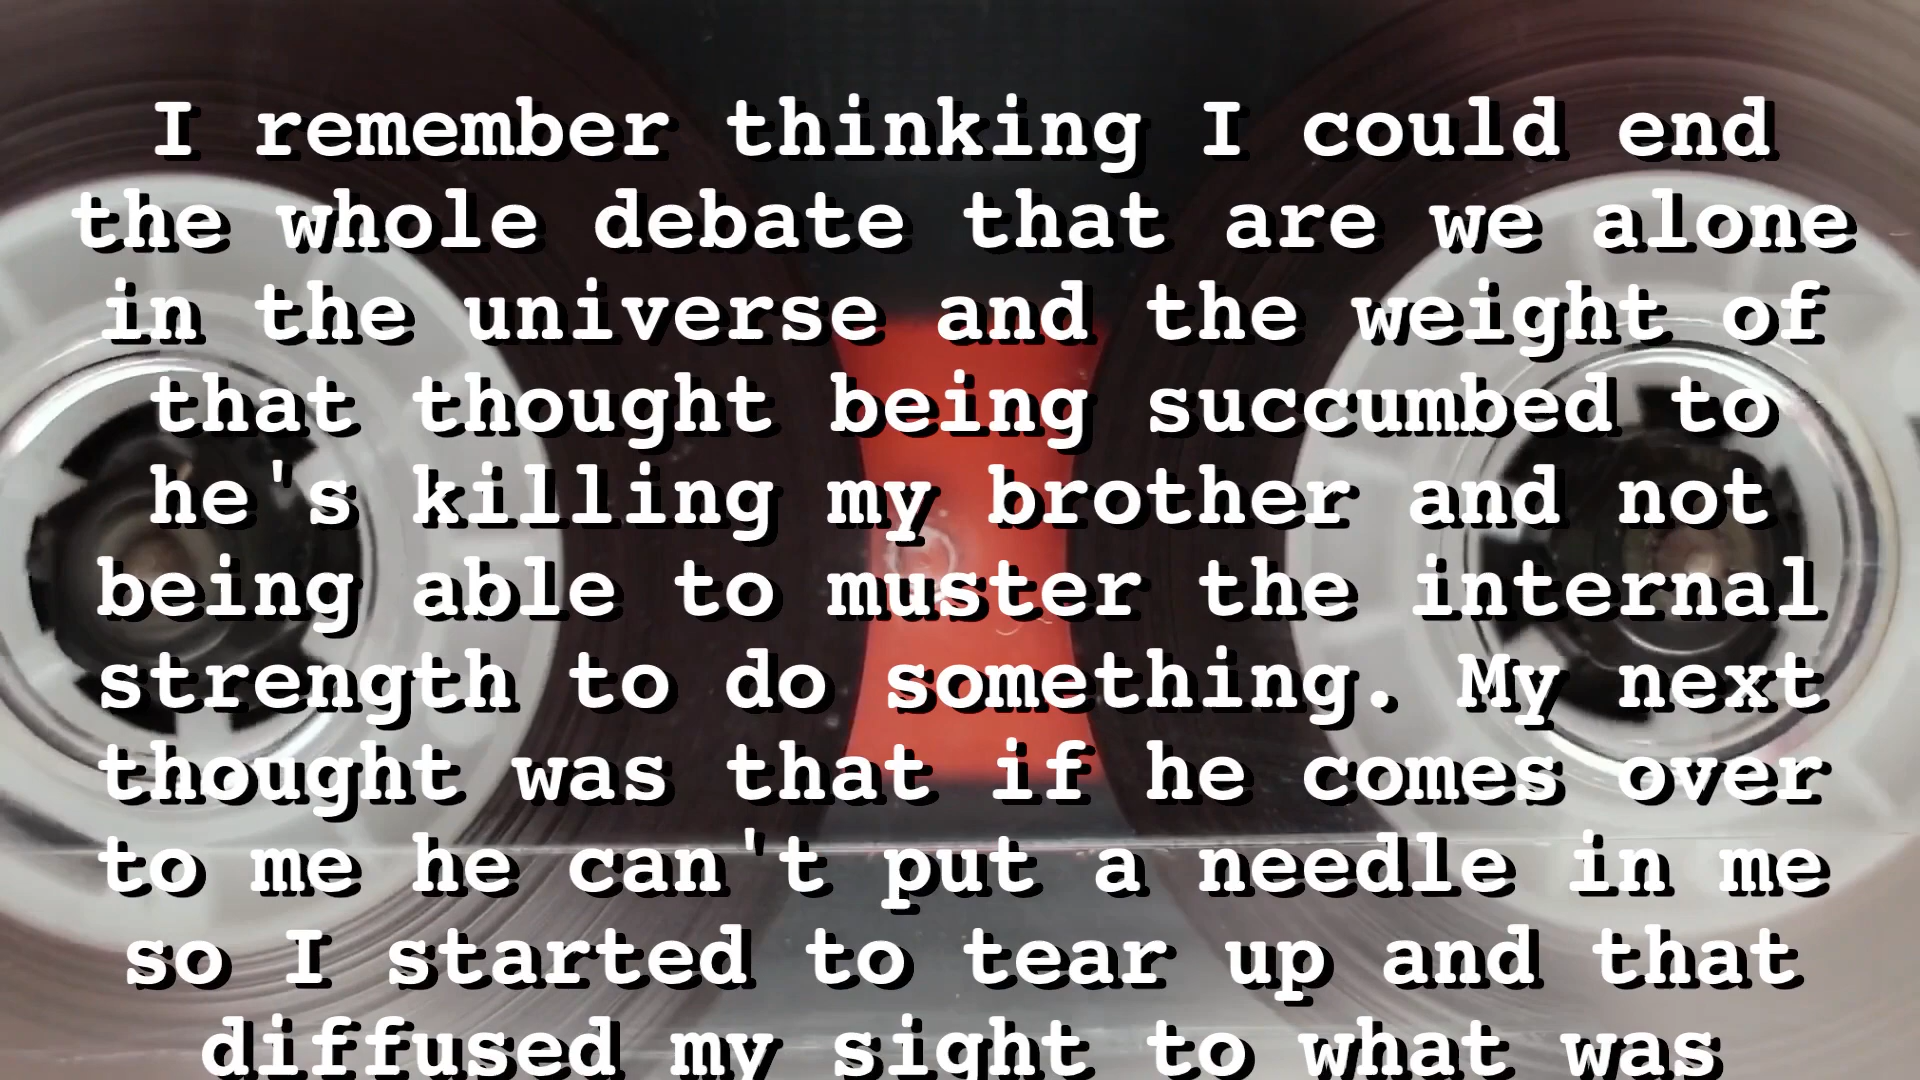 I remember thinking I could end
the whole debate that are we alone
in the universe and the weight of
that thought being succumbed to
he's killing my brother and not
being able to muster the internal
strength to do something. My next
thought was that if he comes over
to me he can't put a needle in me
so I started to tear up and that
diffused my sight to what was